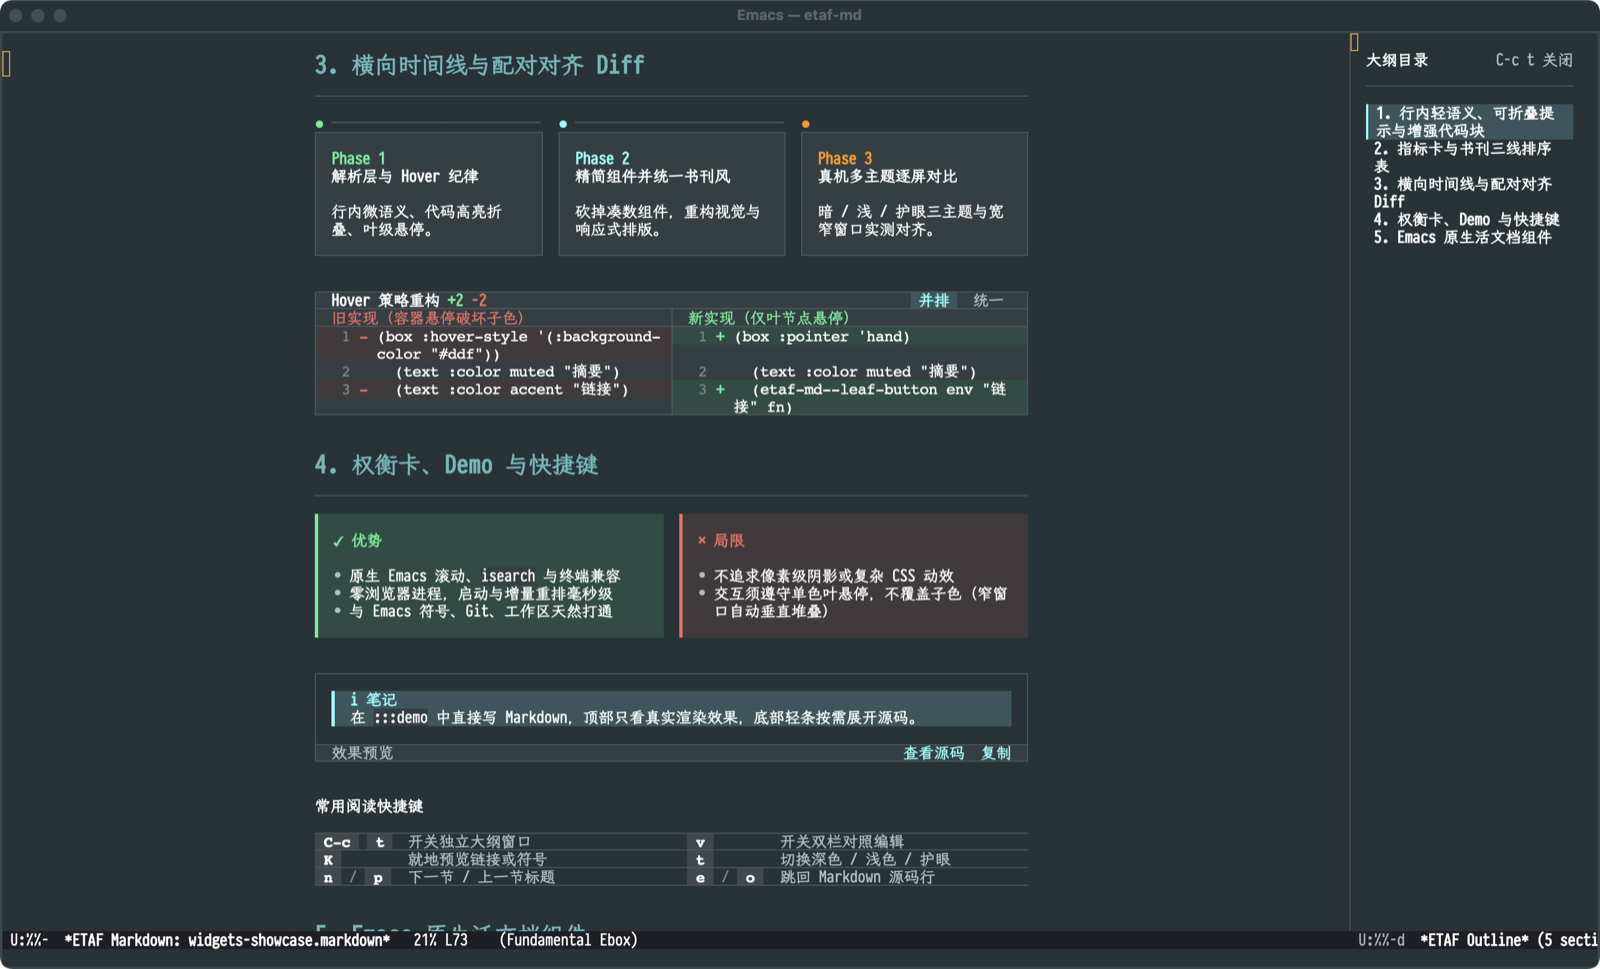 Emacs — etaf-md
3. 横向时间线与配对对齐 Diff
Phase 1
解析层与 Hover 纪律
行内微语义、代码高亮折
叠、叶级悬停。
Phase 2
精简组件并统一书刊风
砍掉凑数组件，重构视觉与
响应式排版。
Phase 3
真机多主题逐屏对比
暗 / 浅 / 护眼三主题与宽
窄窗口实测对齐。
Hover 策略重构 +2 -2
并排 统一
旧实现（容器悬停破坏子色）
1 - (box :hover-style '(:background-
color "#ddf"))
2 (text :color muted "摘要")
3 - (text :color accent "链接")
新实现（仅叶节点悬停）
1 + (box :pointer 'hand)
2 (text :color muted "摘要")
3 + (etaf-md--leaf-button env "链
接" fn)
4. 权衡卡、Demo 与快捷键
✓ 优势
• 原生 Emacs 滚动、isearch 与终端兼容
• 零浏览器进程，启动与增量重排毫秒级
• 与 Emacs 符号、Git、工作区天然打通
× 局限
• 不追求像素级阴影或复杂 CSS 动效
• 交互须遵守单色叶悬停，不覆盖子色（窄窗
口自动垂直堆叠）
i 笔记
在 :::demo 中直接写 Markdown，顶部只看真实渲染效果，底部轻条按需展开源码。
效果预览 查看源码 复制
常用阅读快捷键
C-c t 开关独立大纲窗口 v 开关双栏对照编辑
K 就地预览链接或符号 t 切换深色 / 浅色 / 护眼
n / p 下一节 / 上一节标题 e / o 跳回 Markdown 源码行
5. Emacs 原生活文档组件
U:%%- *ETAF Markdown: widgets-showcase.markdown* 21% L73 (Fundamental Ebox)
大纲目录 C-c t 关闭
1. 行内轻语义、可折叠提
示与增强代码块
2. 指标卡与书刊三线排序
表
3. 横向时间线与配对对齐
Diff
4. 权衡卡、Demo 与快捷键
5. Emacs 原生活文档组件
U:%%-d *ETAF Outline* (5 secti